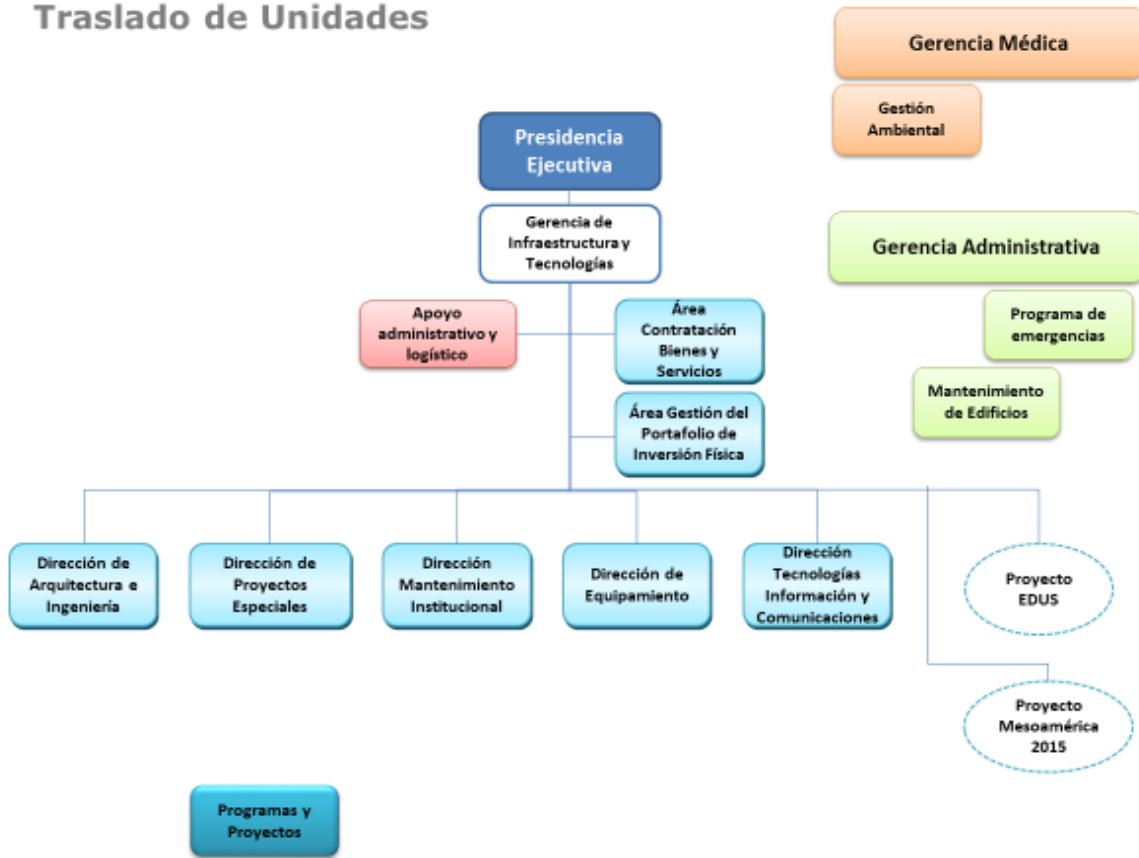 Traslado de Unidades
Gerencia Médica
Gestión
Ambiental
Presidencia
Ejecutiva
Gerencia de
Infraestructura y
Tecnologías
Gerencia Administrativa
Programa de
emergencias
Mantenimiento
de Edificios
Apoyo
administrativo y
logístico
Área
Contratación
Bienes y
Servicios
Área Gestión del
Portafolio de
Inversión Física
Dirección de
Arquitectura e
Ingeniería
Dirección de
Proyectos
Especiales
Dirección
Mantenimiento
Institucional
Dirección de
Equipamiento
Dirección
Tecnologías
Información y
Comunicaciones
Proyecto
EDUS
Proyecto
Mesoamérica
2015
Programas y
Proyectos